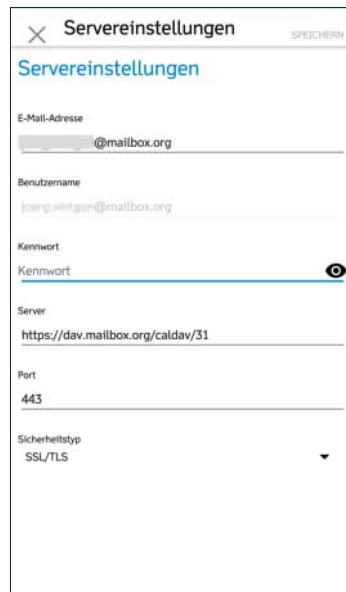 Servereinstellungen
SPEICHERN
Servereinstellungen
E-Mail-Adresse
@mailbox.org
Benutzername
@mailbox.org
Kennwort
Kennwort
Server
https://dav.mailbox.org/caldav/31
Port
443
Sicherheitstyp
SSL/TLS